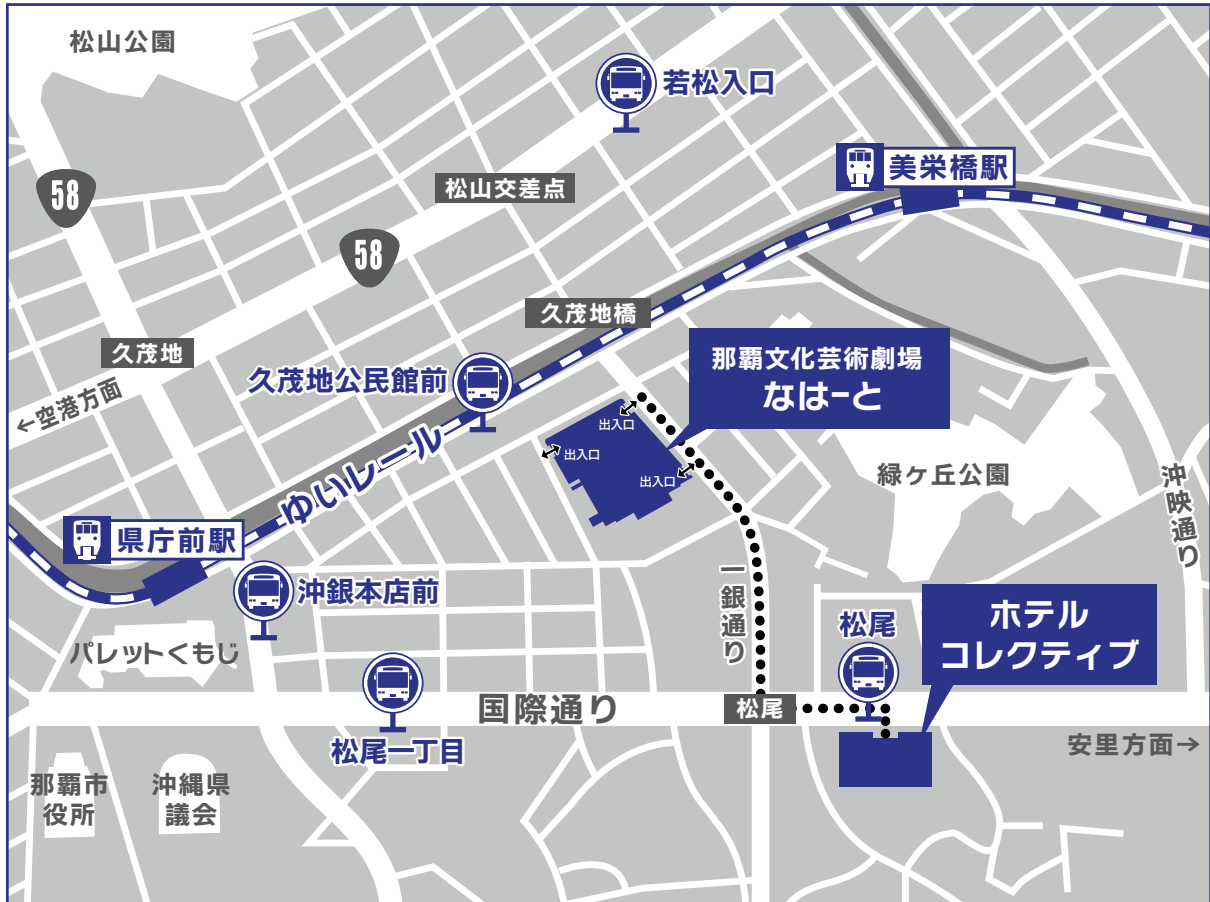 松山公園
若松入口
美栄橋駅
58
松山交差点
58
久茂地橋
久茂地
久茂地公民館前
那覇文化芸術劇場
なはーと
←空港方面
出入口
出入口
出入口
緑ヶ丘公園
沖映通り
ゆいレール
県庁前駅
沖銀本店前
一銀通り
松尾
ホテル
コレクティブ
パレットくもじ
国際通り
松尾
松尾一丁目
安里方面→
那覇市
役所
沖縄県
議会